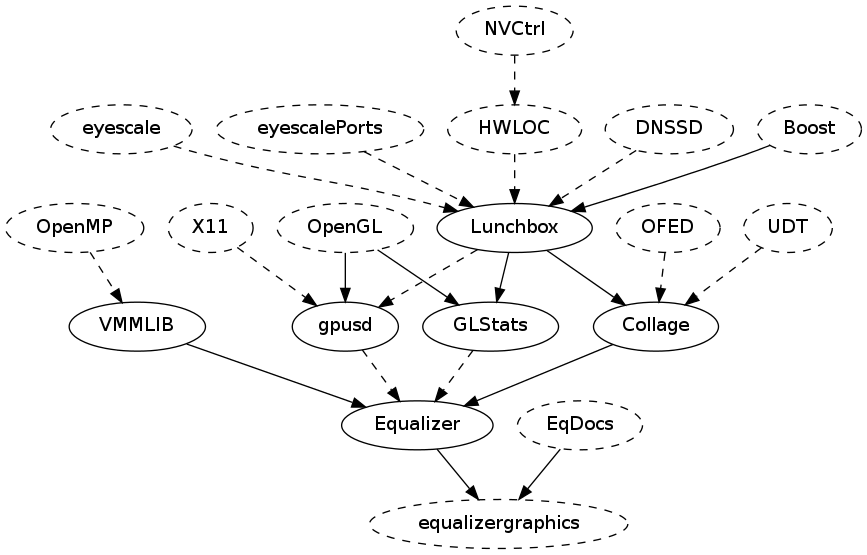 NVCtrl
eyescale
eyescalePorts
HWLOC
DNSSD
Boost
OpenMP
X11
OpenGL
Lunchbox
OFED
UDT
VMMLIB
gpusd
GLStats
Collage
Equalizer
EqDocs
equalizergraphics